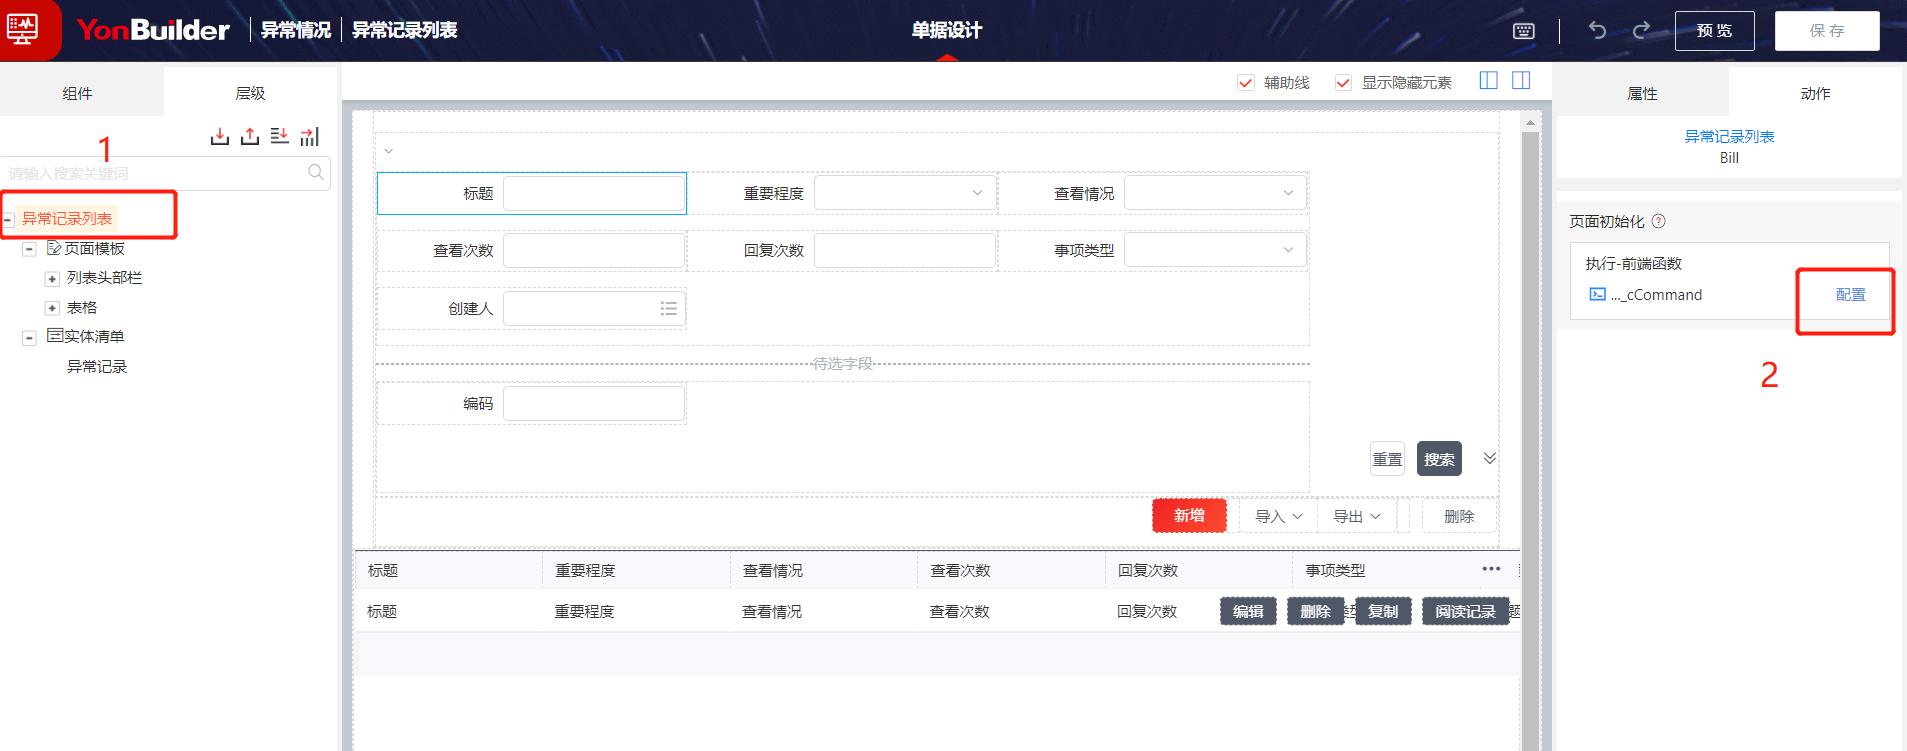 YonBuilder 异常情况 异常记录列表 单据设计 预览 保存
组件 层级
1
请输入搜索关键词
异常记录列表
页面模板
列表头部栏
表格
实体清单
异常记录
辅助线 显示隐藏元素
标题 重要程度 查看情况
查看次数 回复次数 事项类型
创建人
待选字段
编码
重置 搜索
新增 导入 导出 删除
标题 重要程度 查看情况 查看次数 回复次数 事项类型 •••
标题 重要程度 查看情况 查看次数 回复次数 编辑 删除 复制 阅读记录
属性 动作
异常记录列表
Bill
页面初始化
执行-前端函数
..._cCommand 配置
2